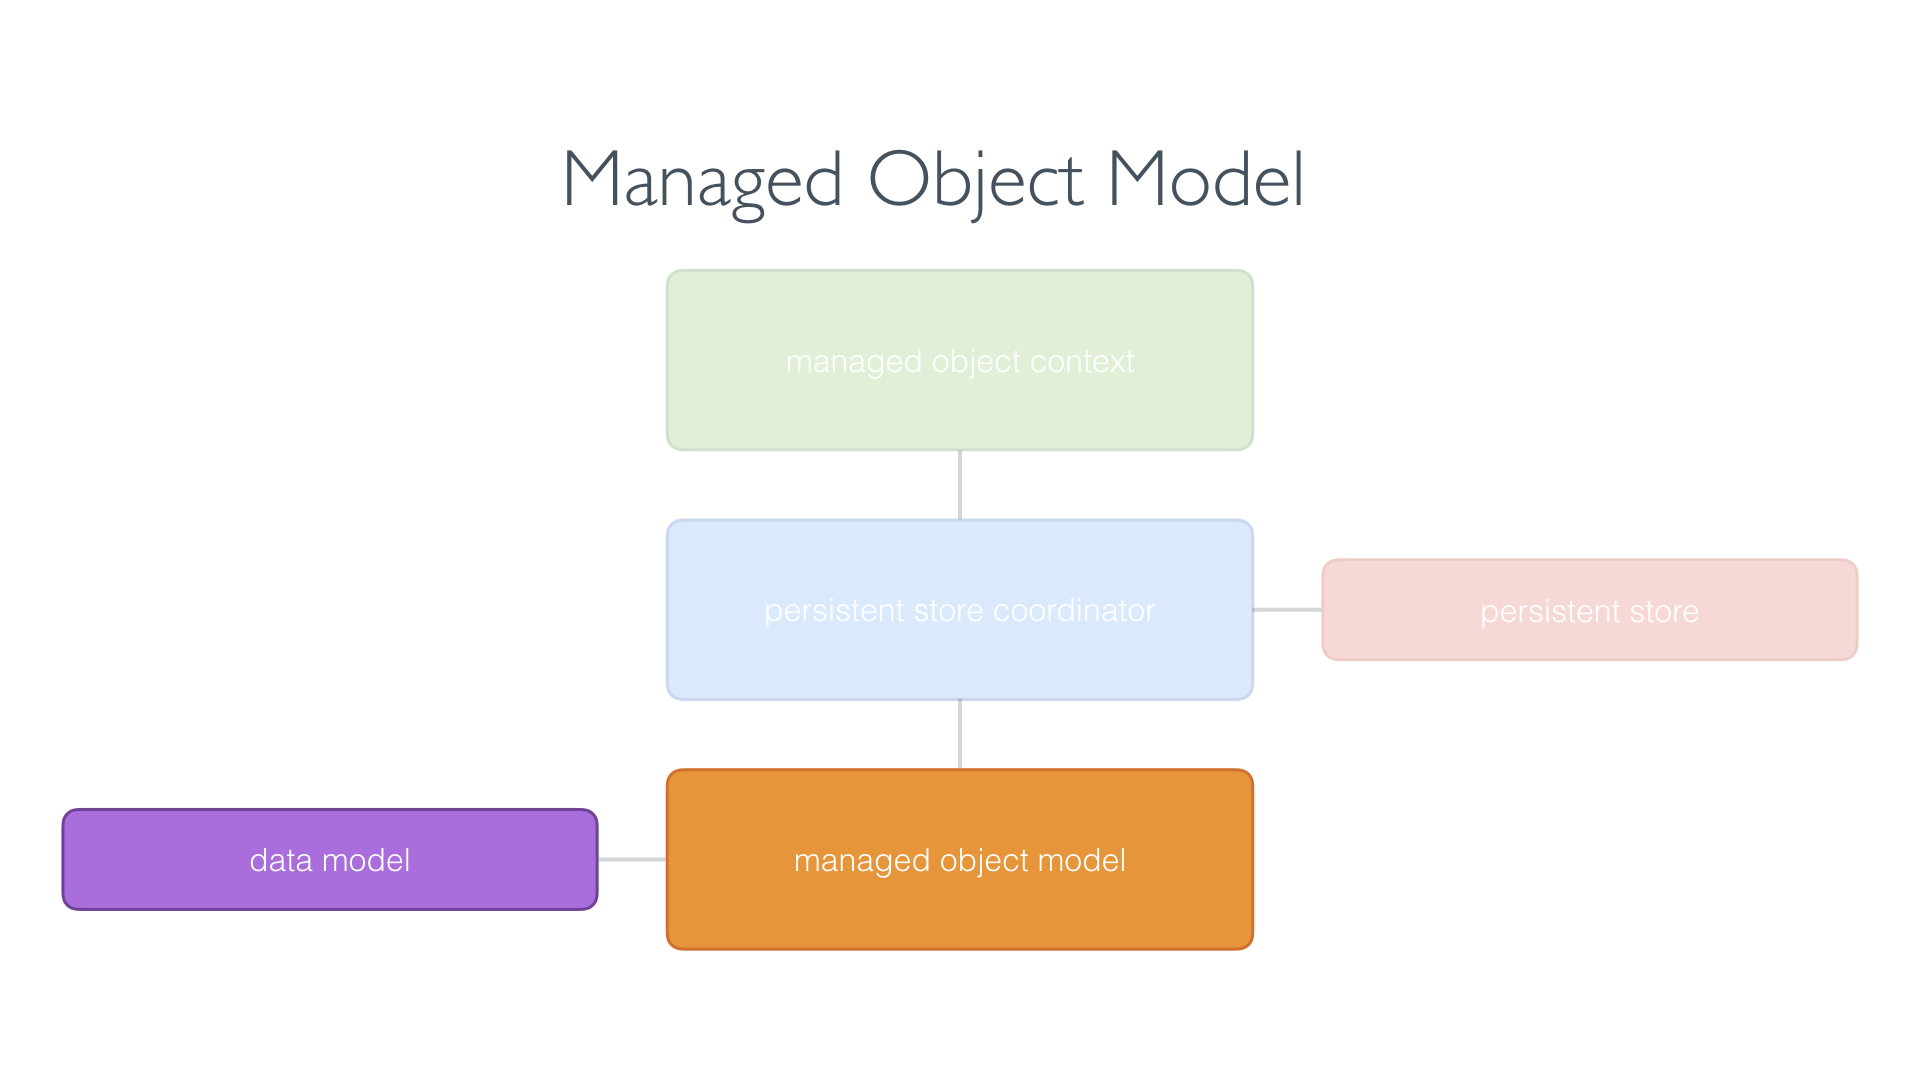 Managed Object Model
managed object context
persistent store coordinator
persistent store
data model
managed object model